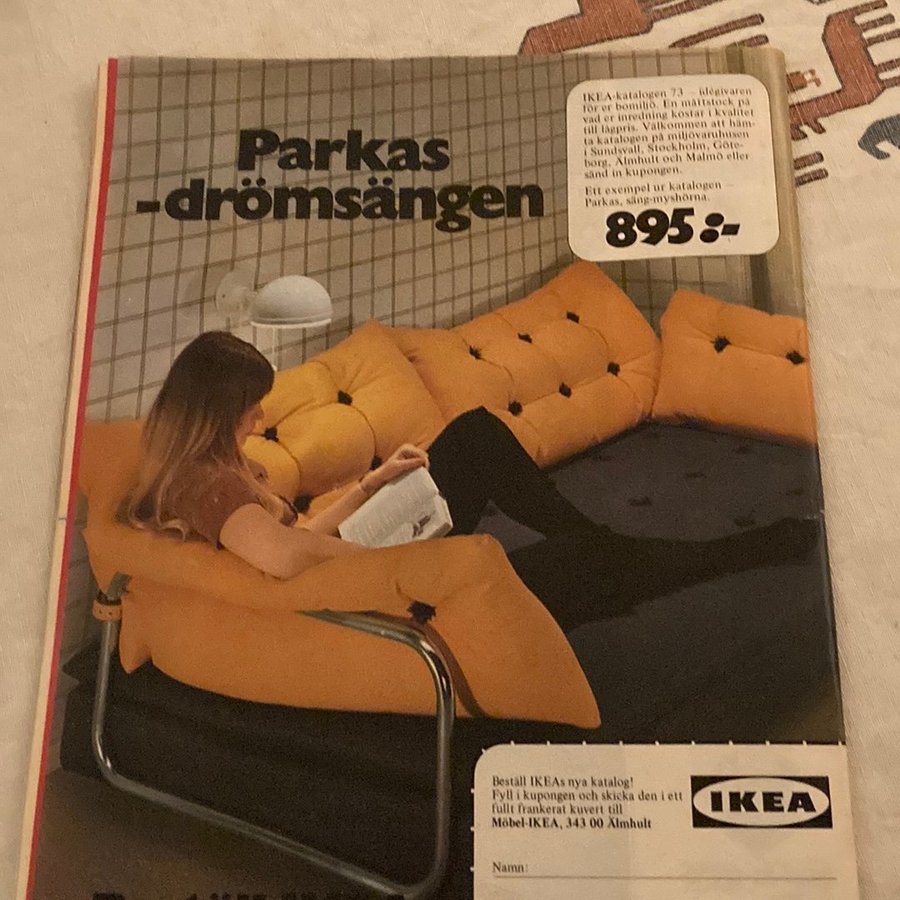 Parkas
-drömsängen
IKEA-katalogen 73 – idégivaren
för er bomiljö. En måttstock på
vad er inredning kostar i kvalitet
till lågpris. Välkommen att häm-
ta katalogen på miljövaruhusen
i Sundsvall, Stockholm, Göte-
borg, Älmhult och Malmö eller
sänd in kupongen.
Ett exempel ur katalogen –
Parkas, säng-myshörna.
895:-
Beställ IKEAs nya katalog!
Fyll i kupongen och skicka den i ett
fullt frankerat kuvert till
Möbel-IKEA, 343 00 Älmhult
IKEA
Namn: